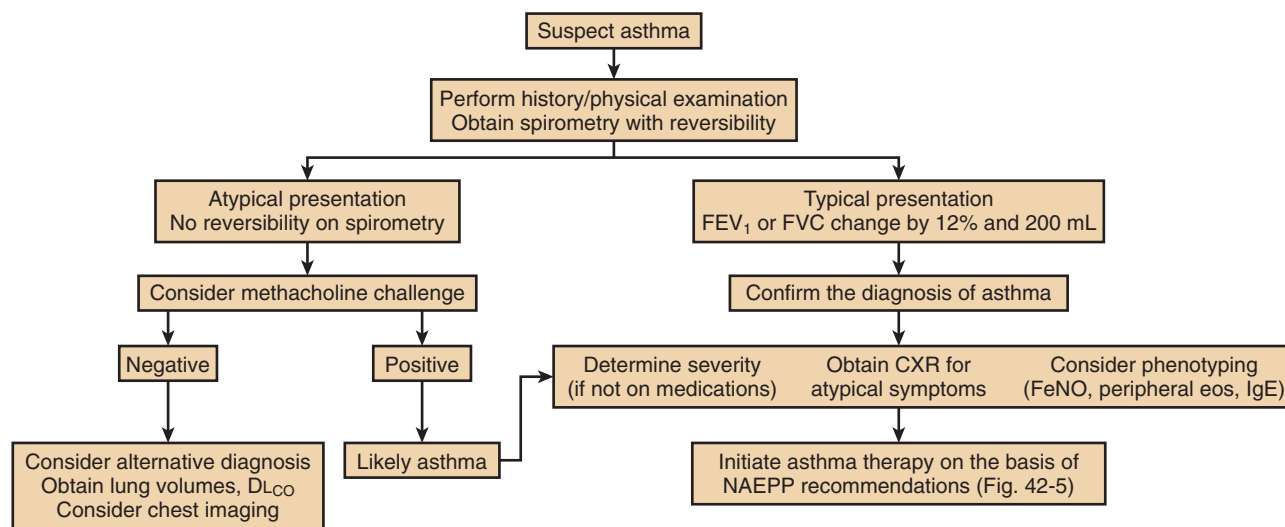 Suspect asthma
Perform history/physical examination
Obtain spirometry with reversibility
Atypical presentation
No reversibility on spirometry
Typical presentation
FEV₁ or FVC change by 12% and 200 mL
Consider methacholine challenge
Confirm the diagnosis of asthma
Negative
Positive
Determine severity
(if not on medications)
Obtain CXR for
atypical symptoms
Consider phenotyping
(FeNO, peripheral eos, IgE)
Consider alternative diagnosis
Obtain lung volumes, DLCO
Consider chest imaging
Likely asthma
Initiate asthma therapy on the basis of
NAEPP recommendations (Fig. 42-5)